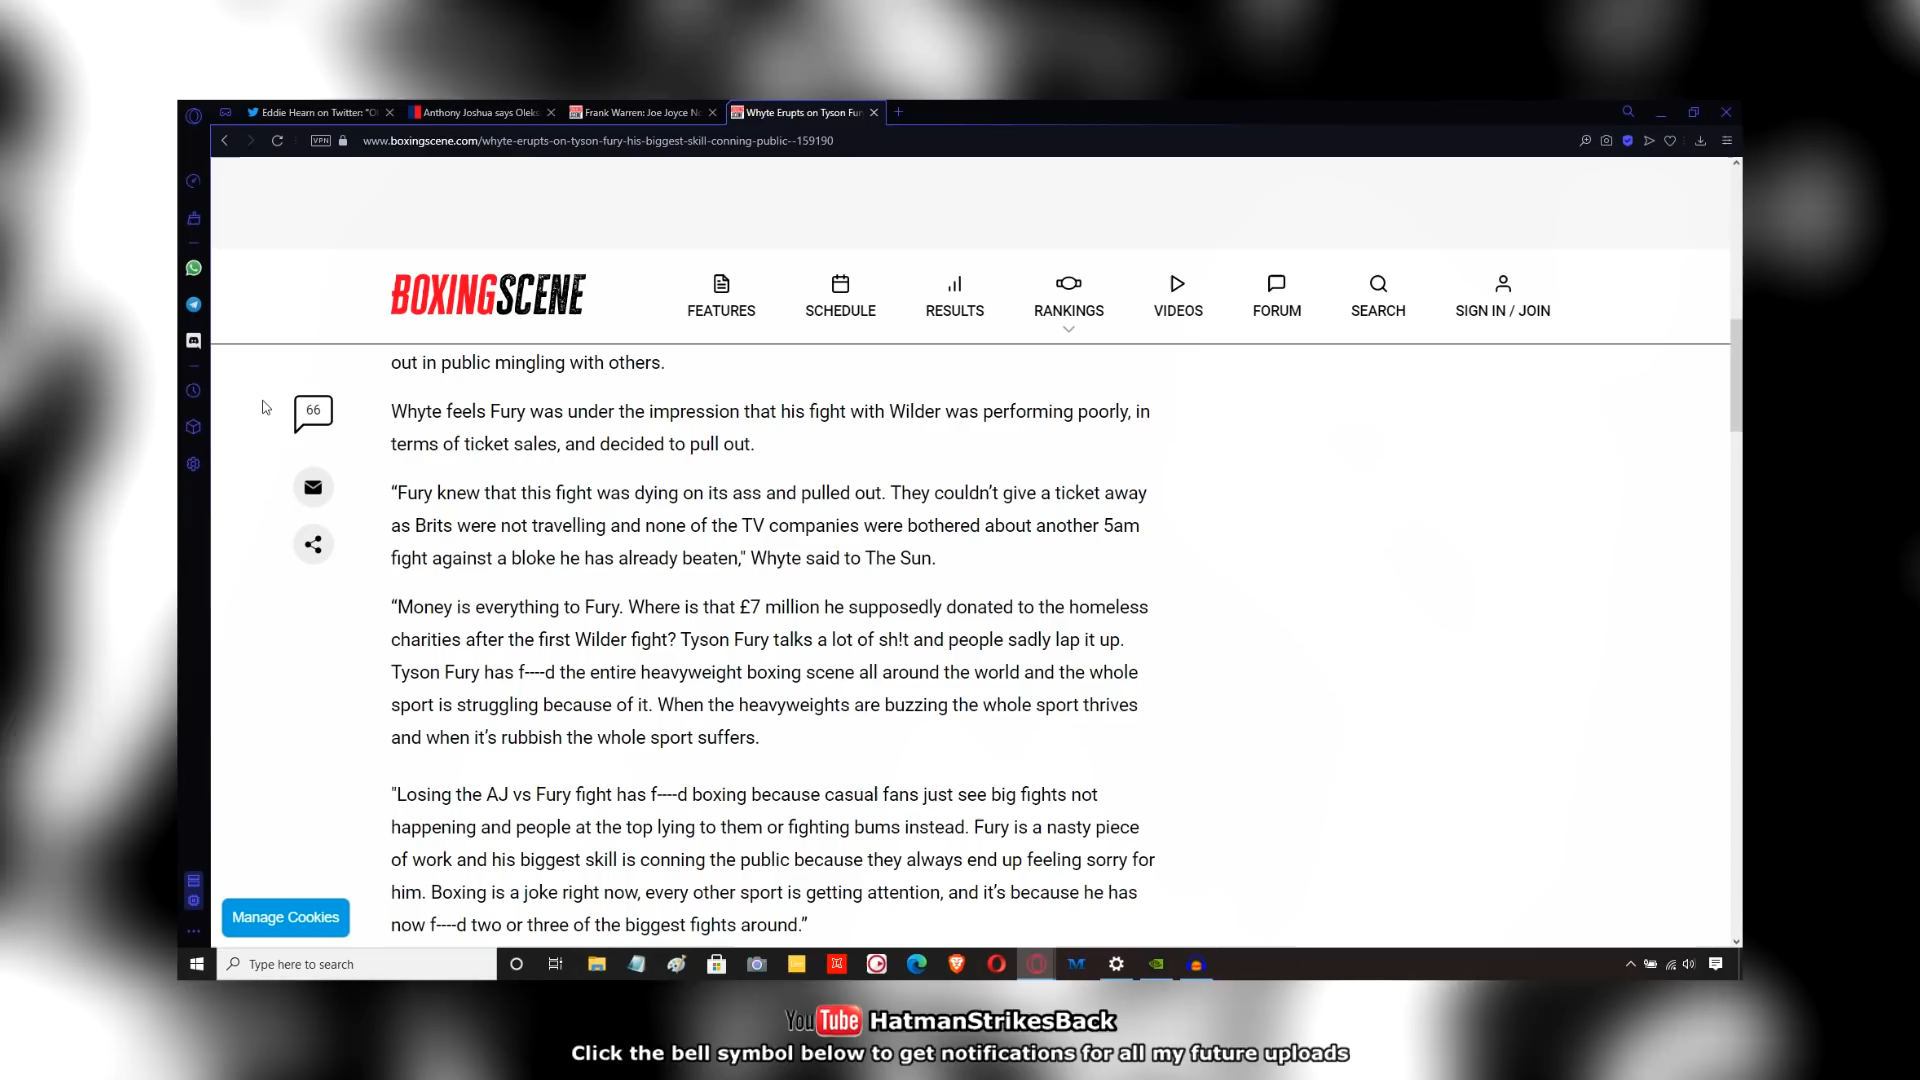 Eddie Hearn on Twitter: "O
Anthony Joshua says Oleks
Frank Warren: Joe Joyce N
Whyte Erupts on Tyson Fur
VPN
www.boxingscene.com/whyte-erupts-on-tyson-fury-his-biggest-skill-conning-public--159190
BOXINGSCENE
FEATURES
SCHEDULE
RESULTS
RANKINGS
VIDEOS
FORUM
SEARCH
SIGN IN / JOIN
out in public mingling with others.
66
Whyte feels Fury was under the impression that his fight with Wilder was performing poorly, in
terms of ticket sales, and decided to pull out.
“Fury knew that this fight was dying on its ass and pulled out. They couldn’t give a ticket away
as Brits were not travelling and none of the TV companies were bothered about another 5am
fight against a bloke he has already beaten," Whyte said to The Sun.
“Money is everything to Fury. Where is that £7 million he supposedly donated to the homeless
charities after the first Wilder fight? Tyson Fury talks a lot of sh!t and people sadly lap it up.
Tyson Fury has f----d the entire heavyweight boxing scene all around the world and the whole
sport is struggling because of it. When the heavyweights are buzzing the whole sport thrives
and when it’s rubbish the whole sport suffers.
"Losing the AJ vs Fury fight has f----d boxing because casual fans just see big fights not
happening and people at the top lying to them or fighting bums instead. Fury is a nasty piece
of work and his biggest skill is conning the public because they always end up feeling sorry for
him. Boxing is a joke right now, every other sport is getting attention, and it’s because he has
now f----d two or three of the biggest fights around.”
Manage Cookies
Type here to search
YouTube HatmanStrikesBack
Click the bell symbol below to get notifications for all my future uploads